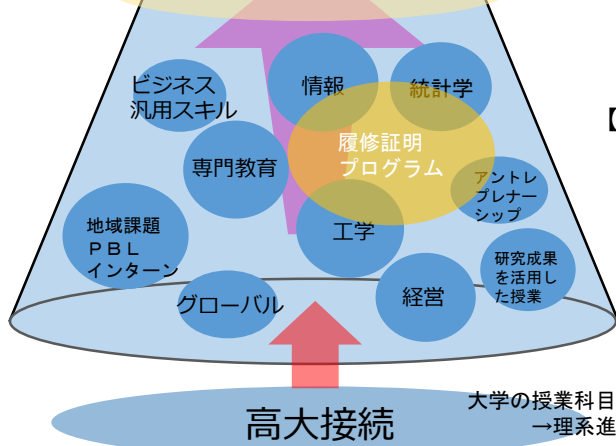 ビジネス
汎用スキル
情報
統計学
【
履修証明
プログラム
専門教育
アントレ
プレナー
シップ
地域課題
ＰＢＬ
インターン
工学
研究成果
を活用し
た授業
グローバル
経営
大学の授業科目
→理系進
高大接続